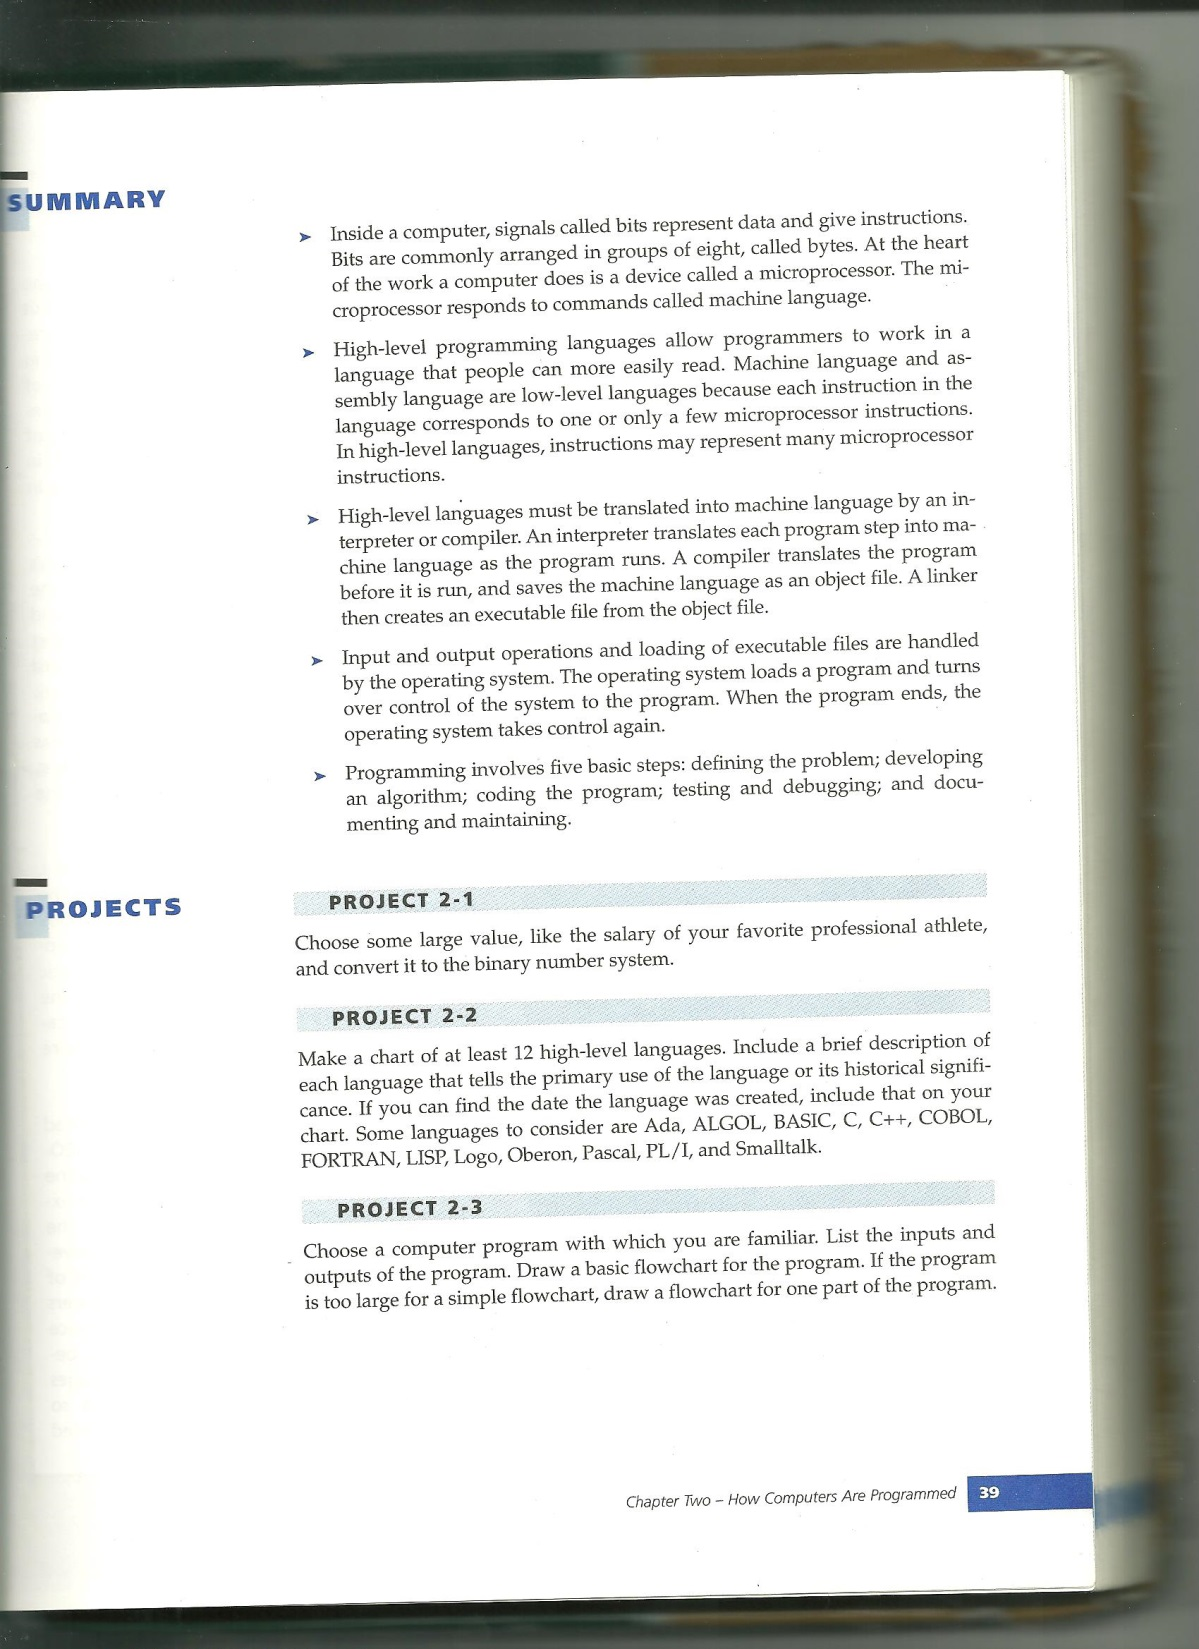 SUMMARY
➤ Inside a computer, signals called bits represent data and give instructions.
Bits are commonly arranged in groups of eight, called bytes. At the heart
of the work a computer does is a device called a microprocessor. The mi-
croprocessor responds to commands called machine language.
➤ High-level programming languages allow programmers to work in a
language that people can more easily read. Machine language and as-
sembly language are low-level languages because each instruction in the
language corresponds to one or only a few microprocessor instructions.
In high-level languages, instructions may represent many microprocessor
instructions.
➤ High-level languages must be translated into machine language by an in-
terpreter or compiler. An interpreter translates each program step into ma-
chine language as the program runs. A compiler translates the program
before it is run, and saves the machine language as an object file. A linker
then creates an executable file from the object file.
➤ Input and output operations and loading of executable files are handled
by the operating system. The operating system loads a program and turns
over control of the system to the program. When the program ends, the
operating system takes control again.
➤ Programming involves five basic steps: defining the problem; developing
an algorithm; coding the program; testing and debugging; and docu-
menting and maintaining.
PROJECTS
PROJECT 2-1
Choose some large value, like the salary of your favorite professional athlete,
and convert it to the binary number system.
PROJECT 2-2
Make a chart of at least 12 high-level languages. Include a brief description of
each language that tells the primary use of the language or its historical signifi-
cance. If you can find the date the language was created, include that on your
chart. Some languages to consider are Ada, ALGOL, BASIC, C, C++, COBOL,
FORTRAN, LISP, Logo, Oberon, Pascal, PL/I, and Smalltalk.
PROJECT 2-3
Choose a computer program with which you are familiar. List the inputs and
outputs of the program. Draw a basic flowchart for the program. If the program
is too large for a simple flowchart, draw a flowchart for one part of the program.
Chapter Two – How Computers Are Programmed 39